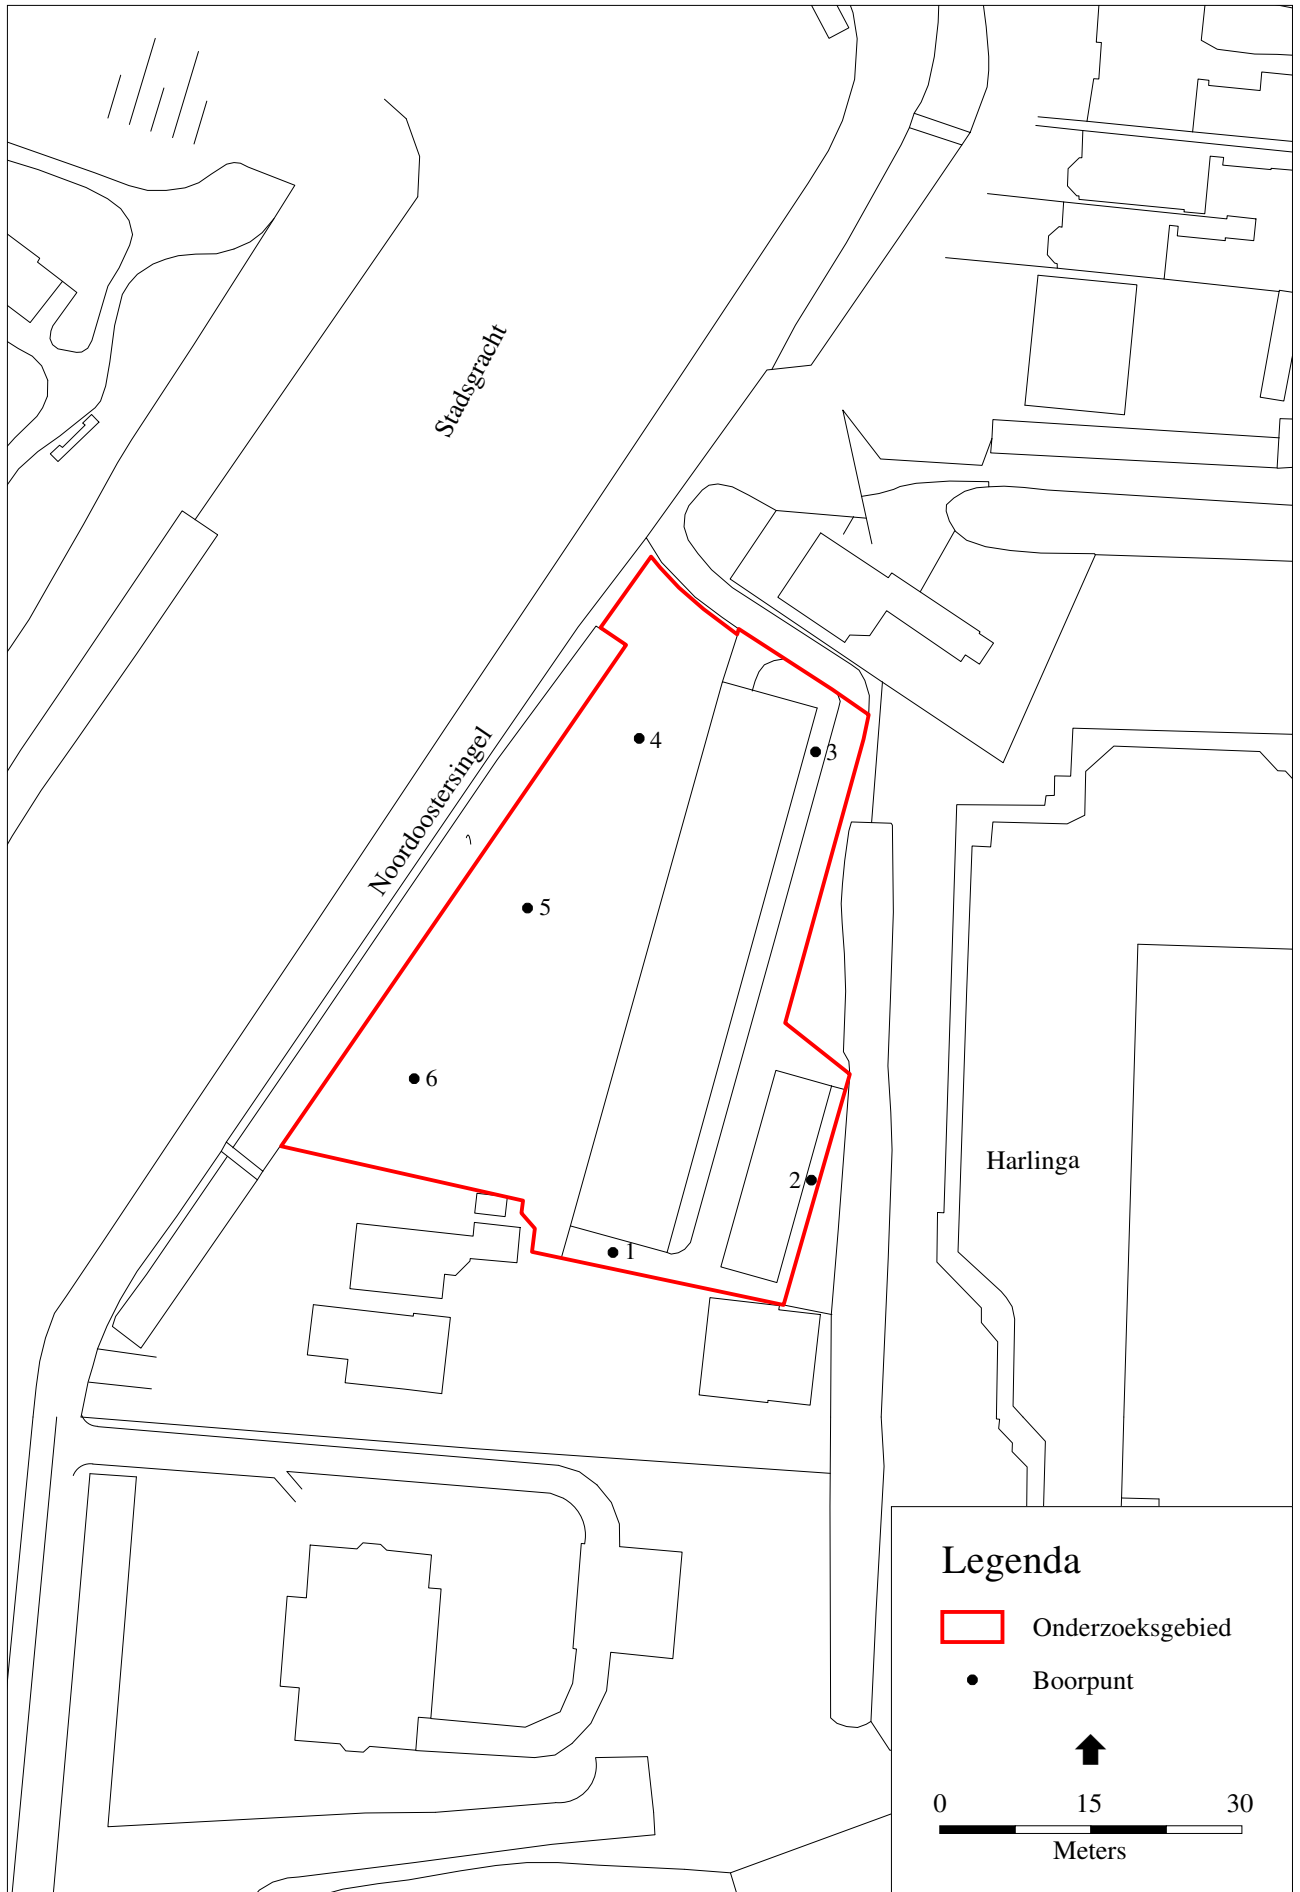 Stadsgracht
Noordoostersingel
4
3
5
6
Harlinga
2
1
Legenda
Onderzoeksgebied
Boorpunt
0 15 30
Meters